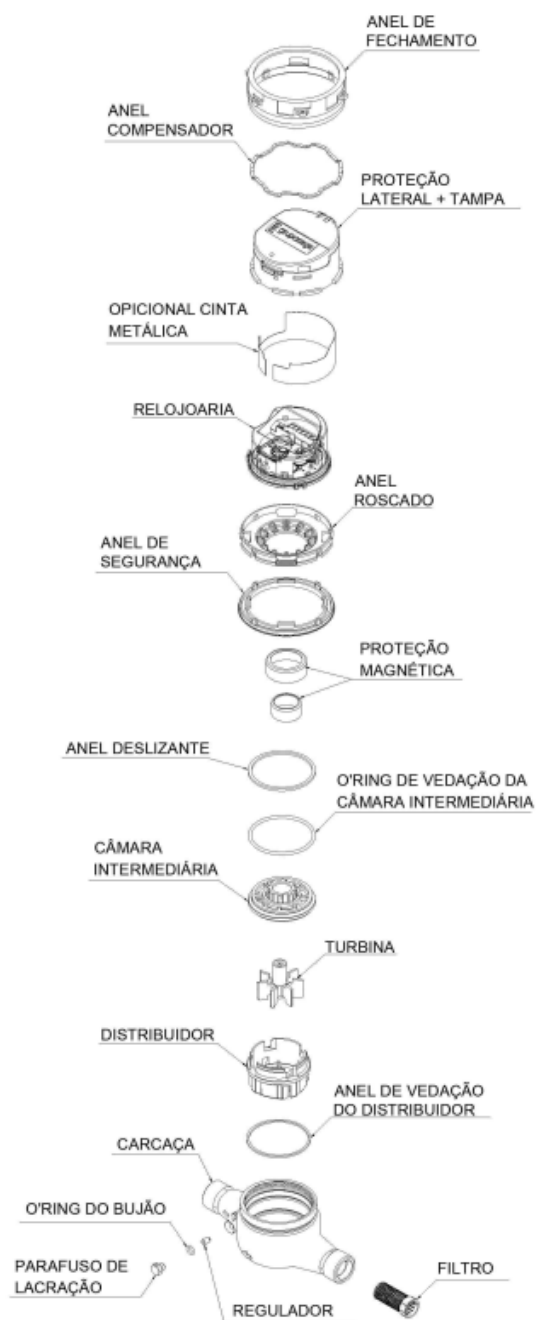 ANEL DE
FECHAMENTO
ANEL
COMPENSADOR
PROTEÇÃO
LATERAL + TAMPA
OPICIONAL CINTA
METÁLICA
RELOJOARIA
ANEL
ROSCADO
ANEL DE
SEGURANÇA
PROTEÇÃO
MAGNÉTICA
ANEL DESLIZANTE
O'RING DE VEDAÇÃO DA
CÂMARA INTERMEDIÁRIA
CÂMARA
INTERMEDIÁRIA
TURBINA
DISTRIBUIDOR
ANEL DE VEDAÇÃO
DO DISTRIBUIDOR
CARCAÇA
O'RING DO BUJÃO
PARAFUSO DE
LACRAÇÃO
REGULADOR
FILTRO